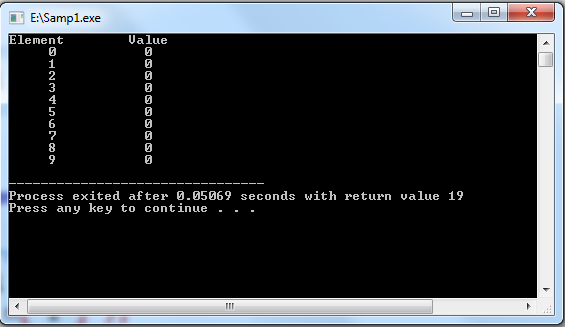 E:\Samp1.exe
Element Value
0 0
1 0
2 0
3 0
4 0
5 0
6 0
7 0
8 0
9 0
--------------------------------
Process exited after 0.05069 seconds with return value 19
Press any key to continue . . .